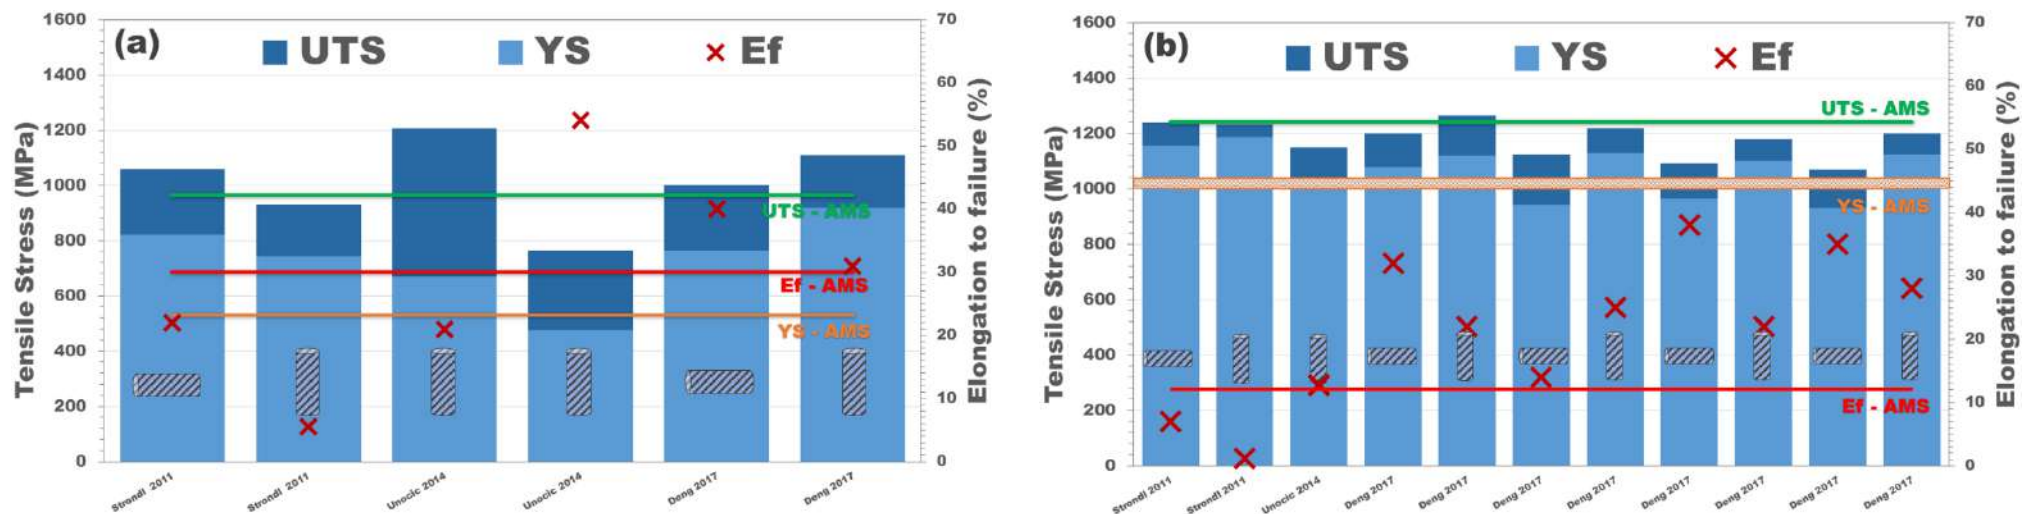 (a) UTS YS Ef
Tensile Stress (MPa)
1600
1400
1200
1000
800
600
400
200
0
70
60
50
40
30
20
10
0
Elongation to failure (%)
UTS - AMS
Ef - AMS
YS - AMS
Strondl 2011
Strondl 2011
Unocic 2014
Unocic 2014
Deng 2017
Deng 2017
(b) UTS YS Ef
Tensile Stress (MPa)
1600
1400
1200
1000
800
600
400
200
0
70
60
50
40
30
20
10
0
Elongation to failure (%)
UTS - AMS
YS - AMS
Ef - AMS
Strondl 2011
Strondl 2011
Unocic 2014
Deng 2017
Deng 2017
Deng 2017
Deng 2017
Deng 2017
Deng 2017
Deng 2017
Deng 2017